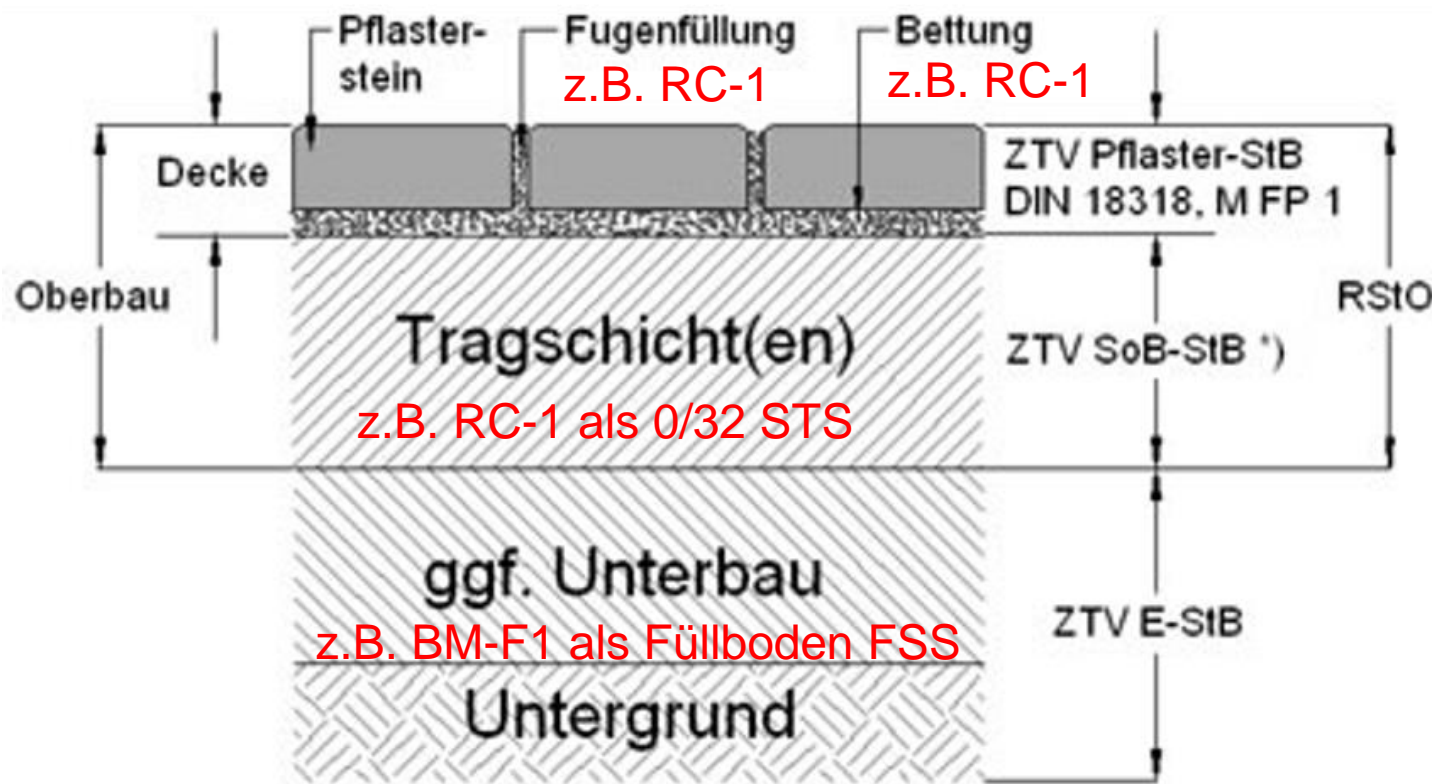 Pflaster-
stein
Fugenfüllung
z.B. RC-1
Bettung
z.B. RC-1
Decke
ZTV Pflaster-StB
DIN 18318, M FP 1
Oberbau
RStO
Tragschicht(en)
z.B. RC-1 als 0/32 STS
ZTV SoB-StB *)
ggf. Unterbau
z.B. BM-F1 als Füllboden FSS
ZTV E-StB
Untergrund